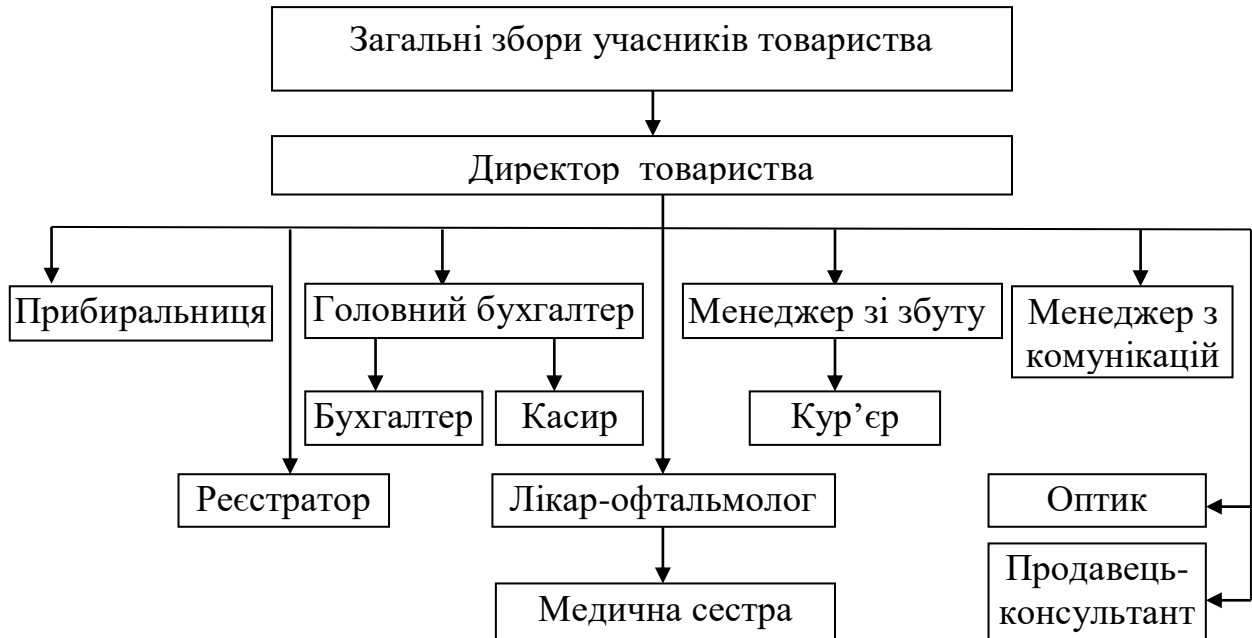 Загальні збори учасників товариства
Директор товариства
Прибиральниця
Головний бухгалтер
Менеджер зі збуту
Менеджер з
комунікацій
Бухгалтер
Касир
Кур’єр
Реєстратор
Лікар-офтальмолог
Оптик
Медична сестра
Продавець-
консультант